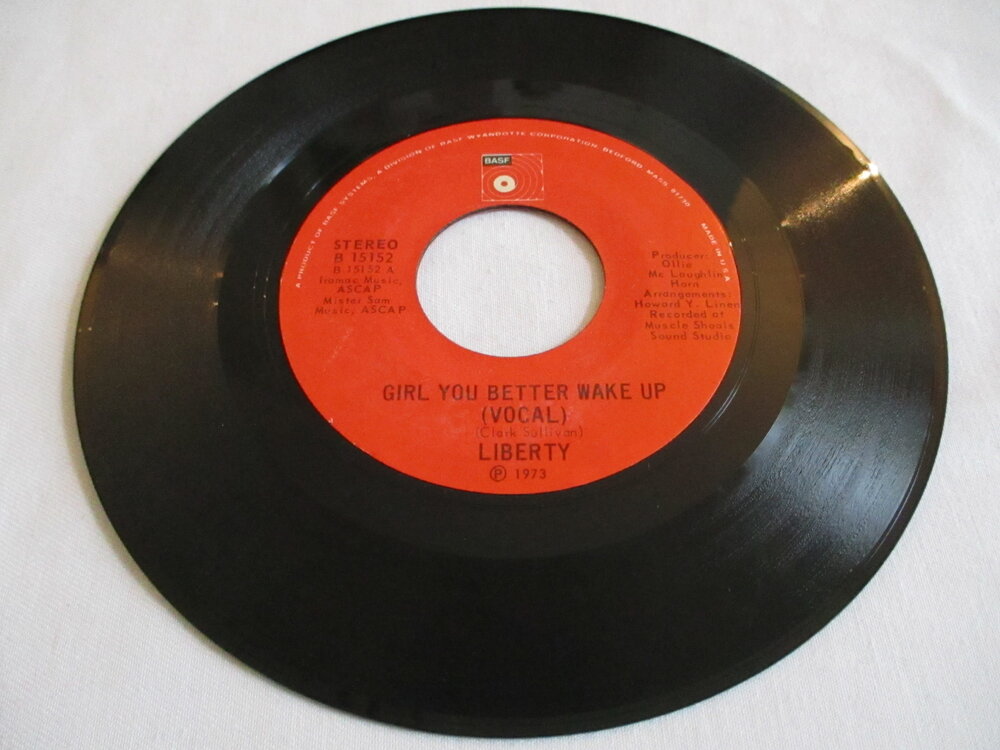 A PRODUCT OF BASF SYSTEMS, A DIVISION OF BASF WYANDOTTE CORPORATION, BEDFORD, MASS. 01730 MADE IN U.S.A.
BASF
STEREO
B 15152
B 15152 A
Iramac Music,
ASCAP
Mister Sam
Music, ASCAP
Producer:
Ollie
Mc Laughlin
Horn
Arrangements:
Howard Y. Linen
Recorded at
Muscle Shoals
Sound Studio
GIRL YOU BETTER WAKE UP
(VOCAL)
(Clark Sullivan)
LIBERTY
℗ 1973